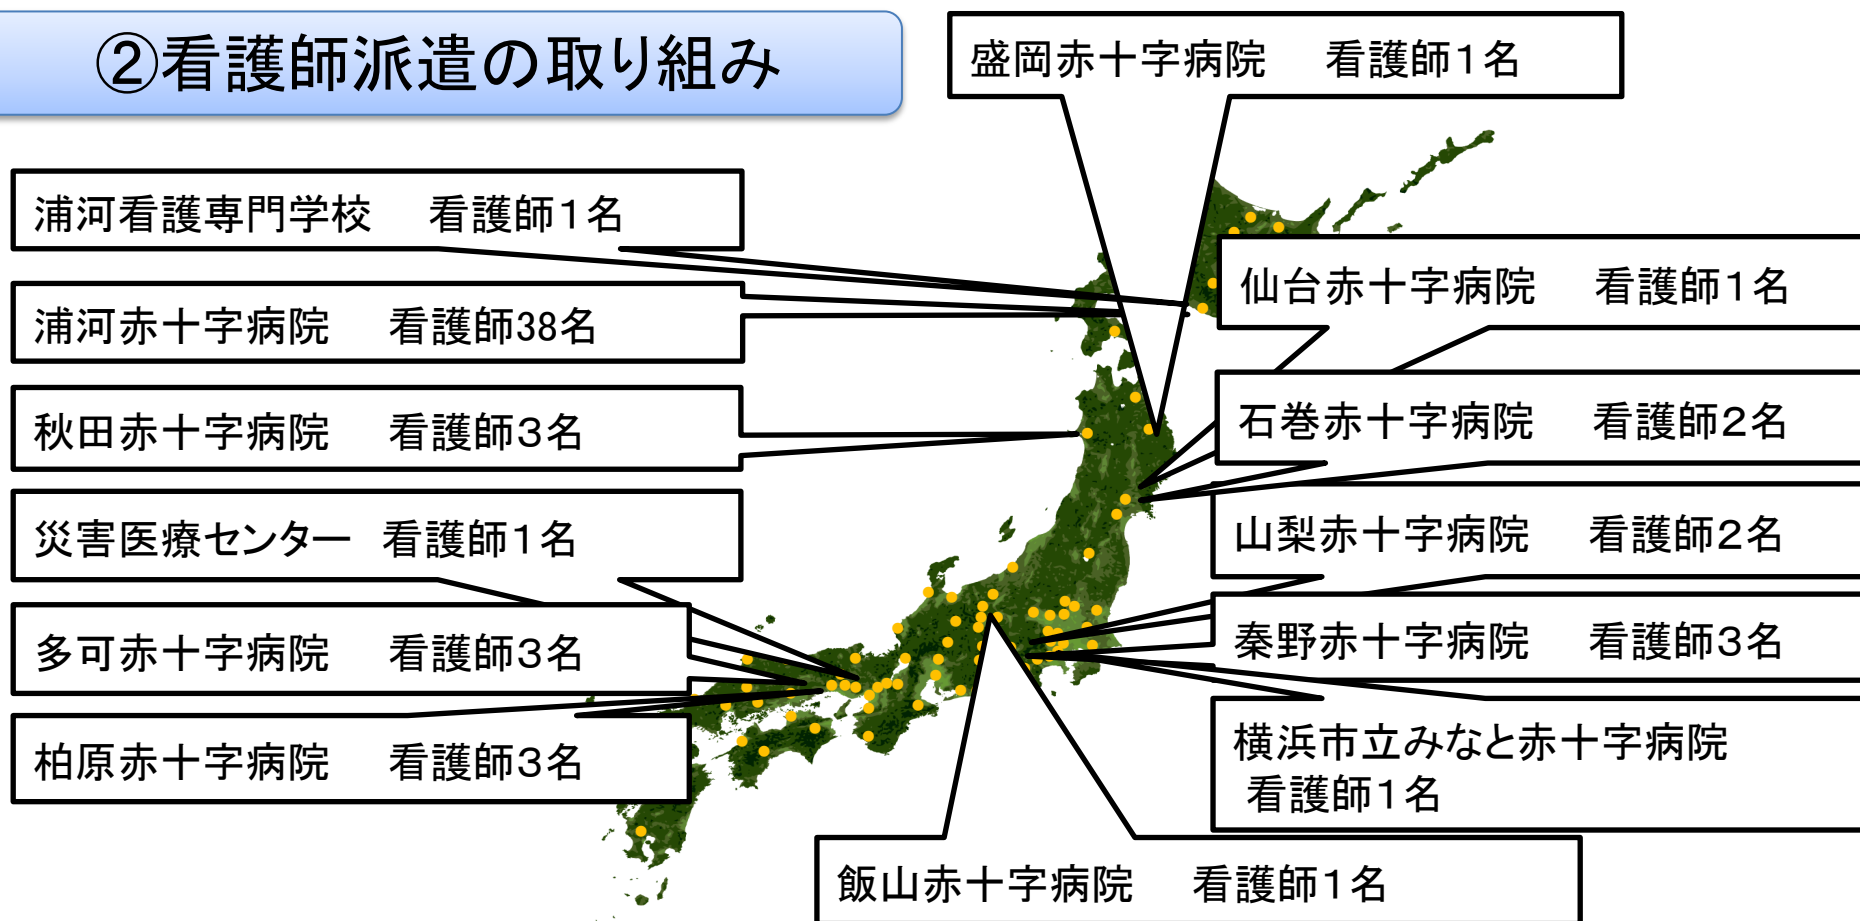 ②看護師派遣の取り組み
盛岡赤十字病院　看護師１名
浦河看護専門学校　看護師１名
浦河赤十字病院　看護師38名
秋田赤十字病院　看護師３名
災害医療センター　看護師１名
多可赤十字病院　看護師３名
柏原赤十字病院　看護師３名
仙台赤十字病院　看護師１名
石巻赤十字病院　看護師２名
山梨赤十字病院　看護師２名
秦野赤十字病院　看護師３名
横浜市立みなと赤十字病院
看護師１名
飯山赤十字病院　看護師１名